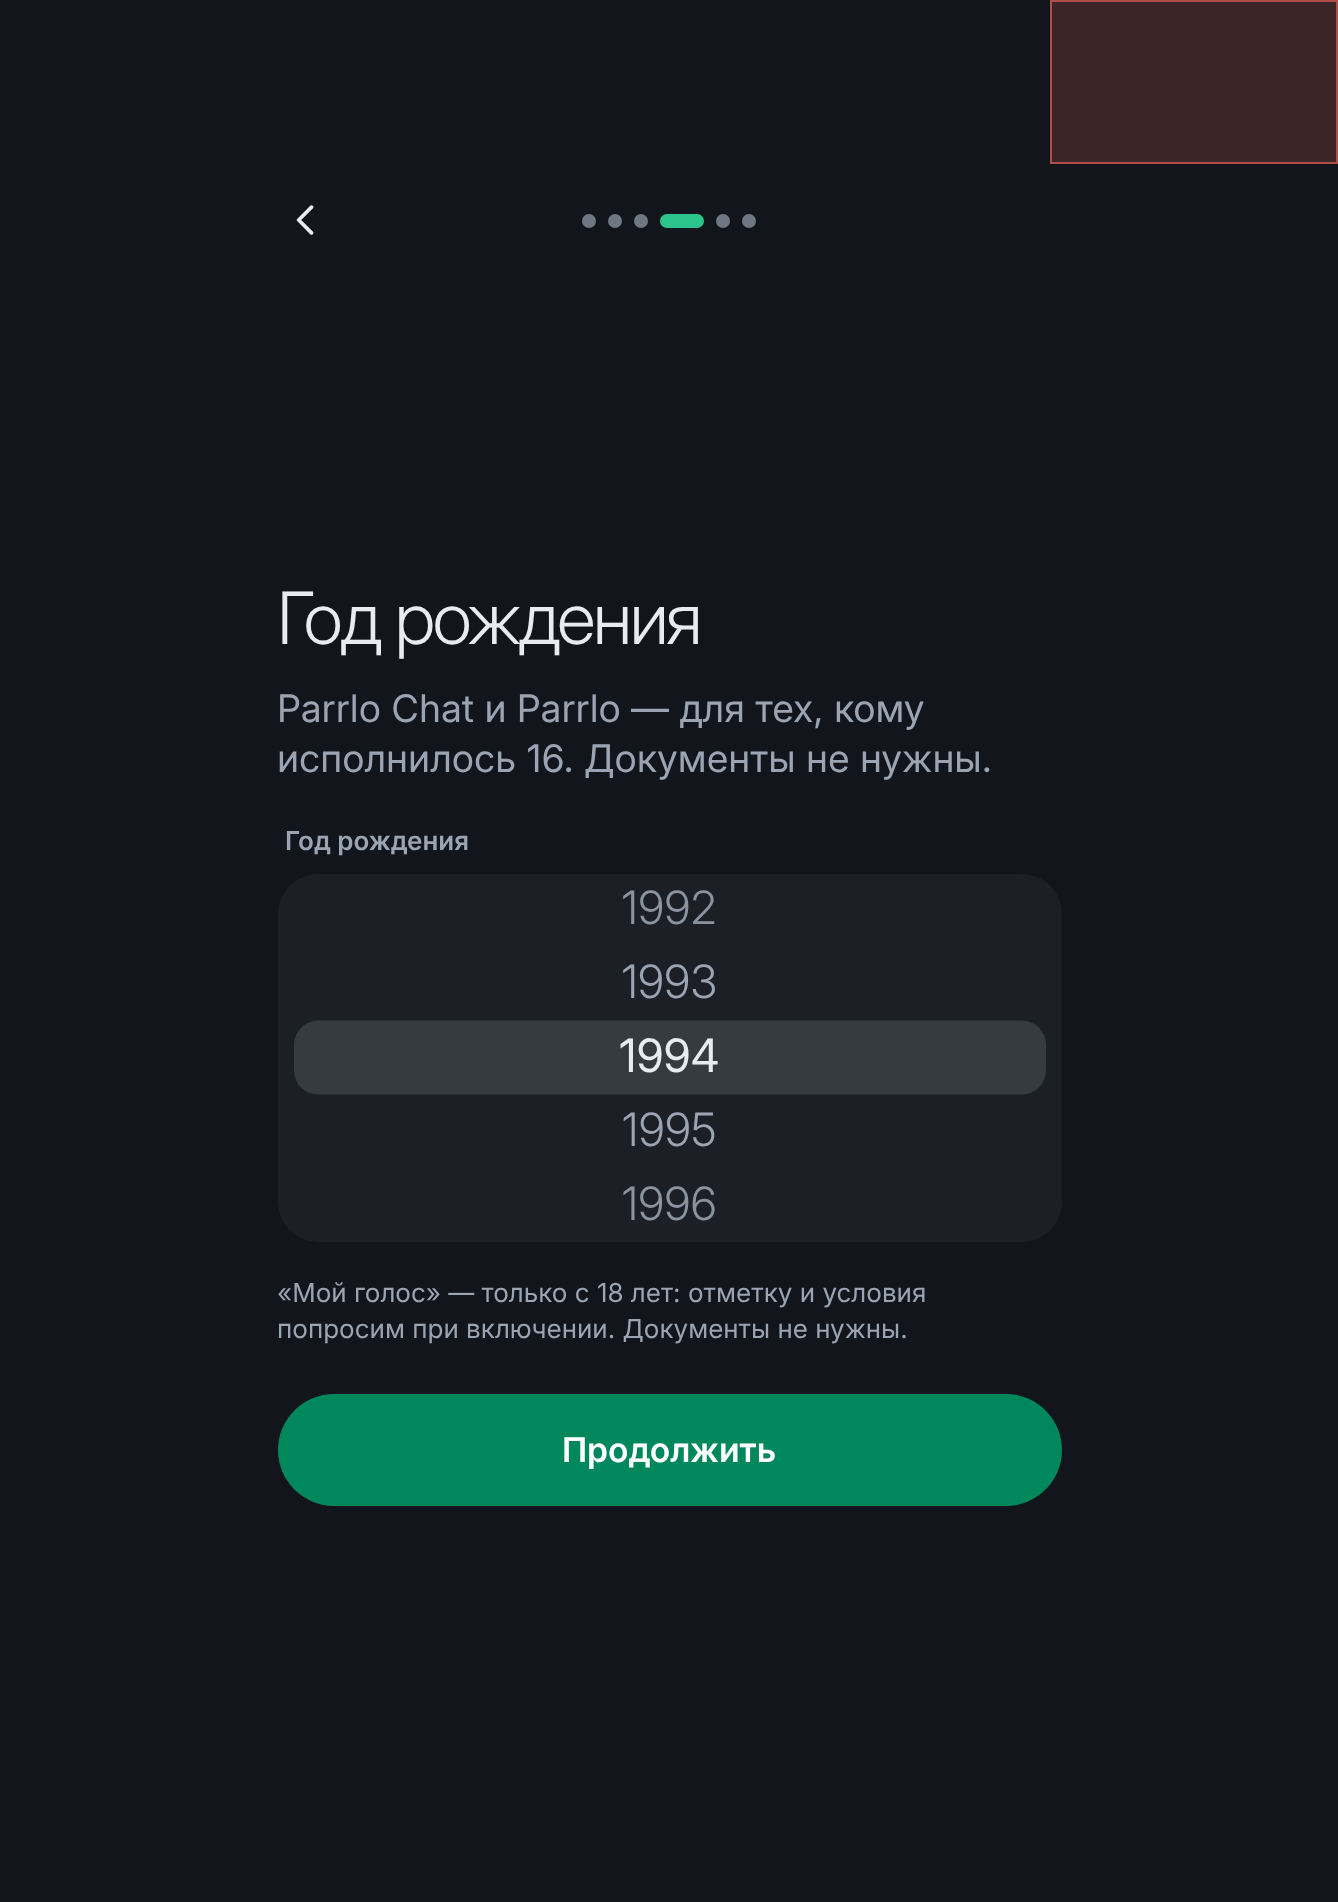 Год рождения
Parrlo Chat и Parrlo — для тех, кому
исполнилось 16. Документы не нужны.
Год рождения
1992
1993
1994
1995
1996
«Мой голос» — только с 18 лет: отметку и условия
попросим при включении. Документы не нужны.
Продолжить